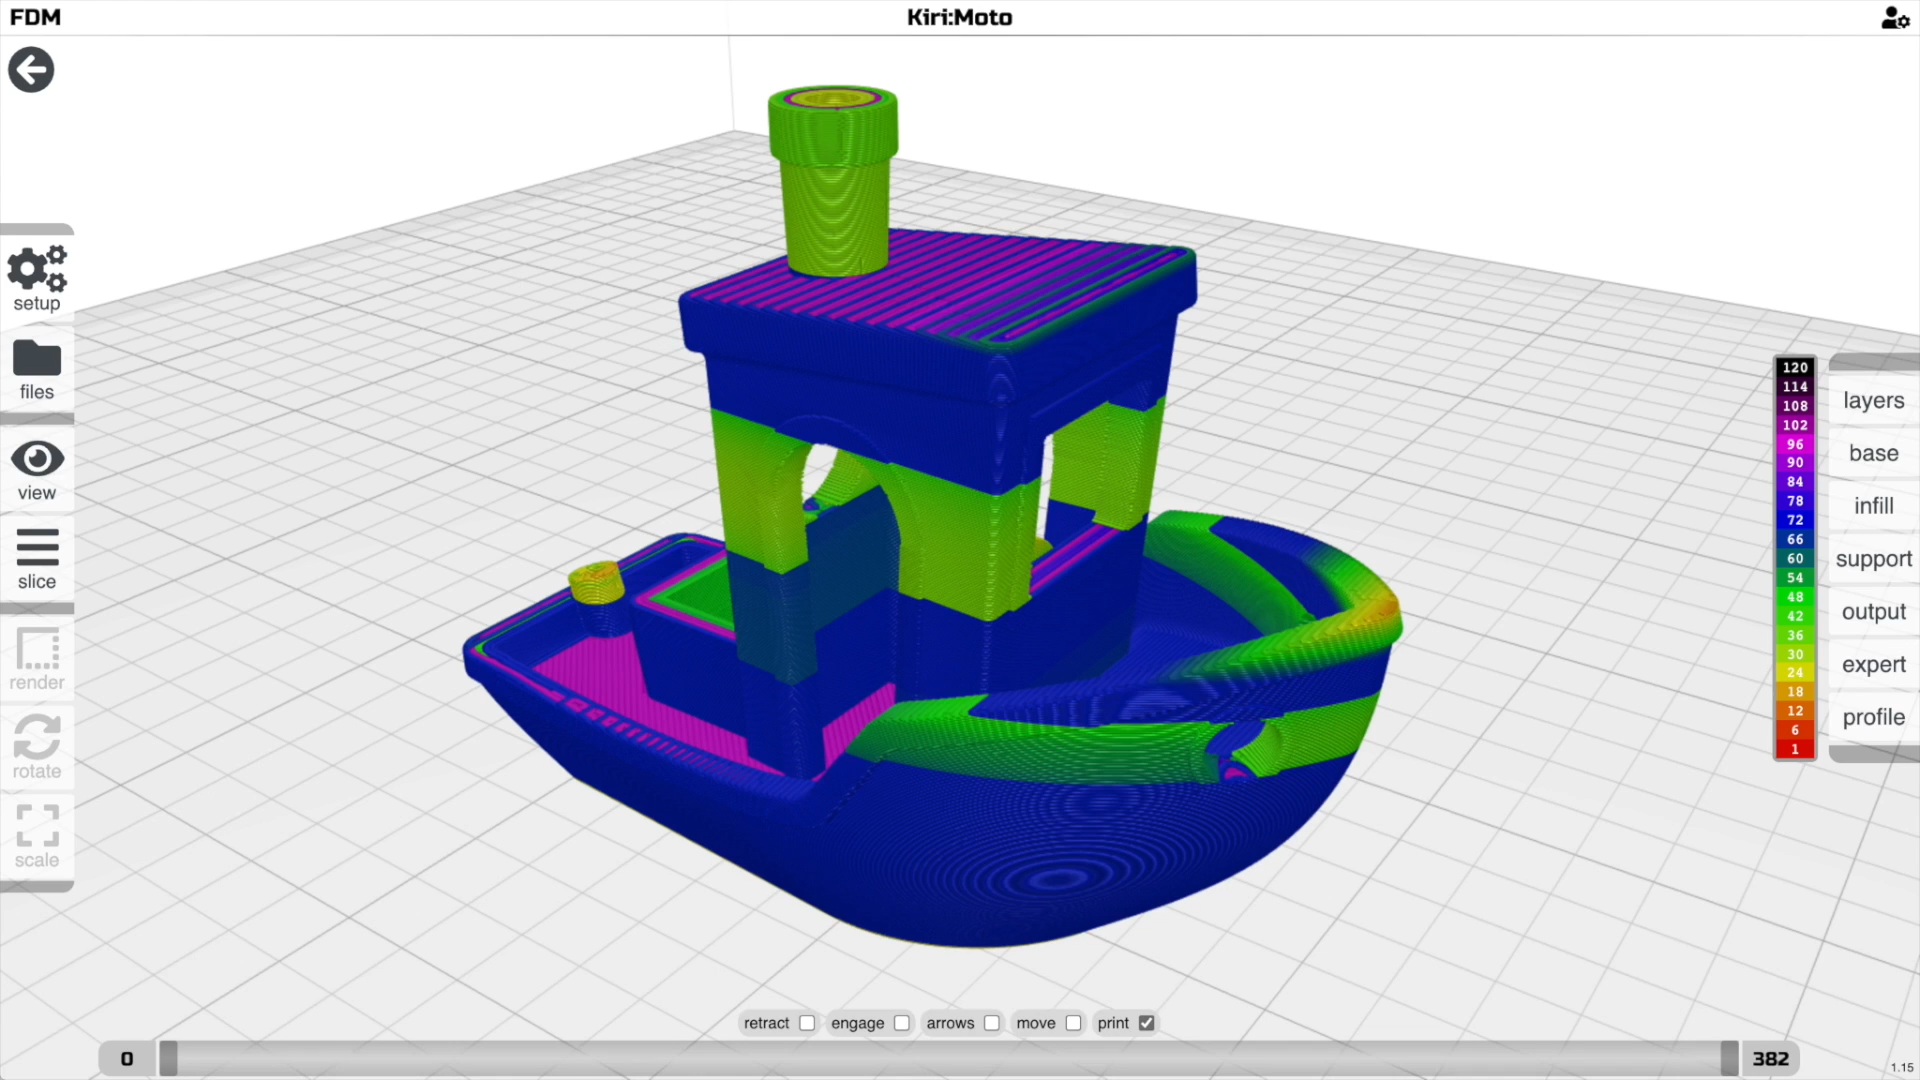 FDM
Kiri:Moto
setup
files
view
slice
render
rotate
scale
120
114
108
102
96
90
84
78
72
66
60
54
48
42
36
30
24
18
12
6
1
layers
base
infill
support
output
expert
profile
retract engage arrows move print
0
382
1.15